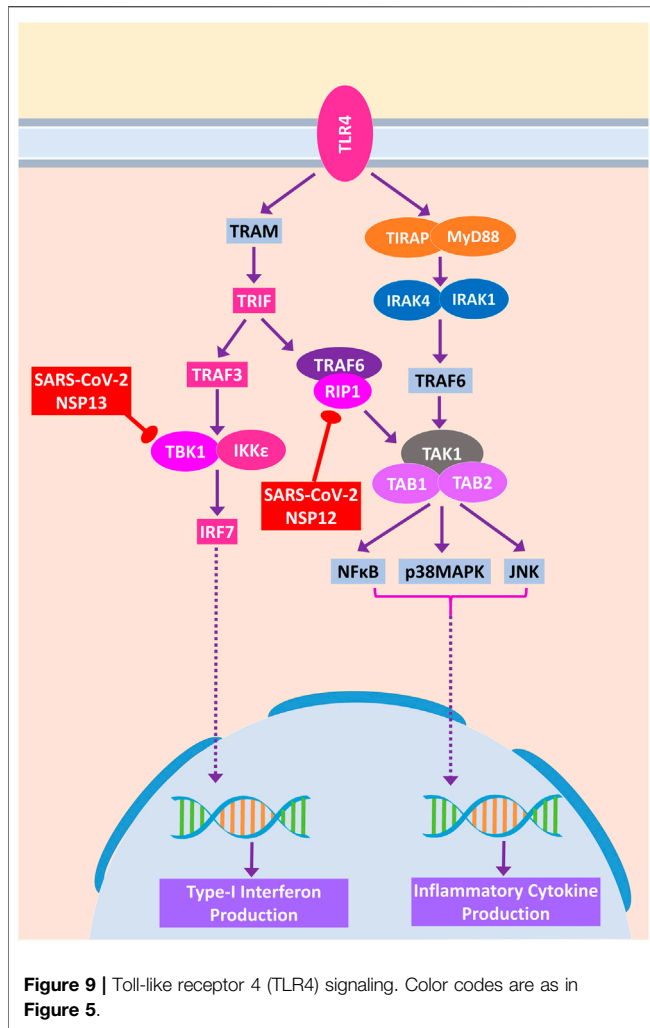 TLR4
TRAM
TIRAP MyD88
TRIF
IRAK4 IRAK1
TRAF3
TRAF6
RIP1
TRAF6
SARS-CoV-2
NSP13
TBK1 IKKε
TAK1
TAB1 TAB2
SARS-CoV-2
NSP12
IRF7
NFκB p38MAPK JNK
Type-I Interferon
Production
Inflammatory Cytokine
Production
Figure 9 | Toll-like receptor 4 (TLR4) signaling. Color codes are as in
Figure 5.